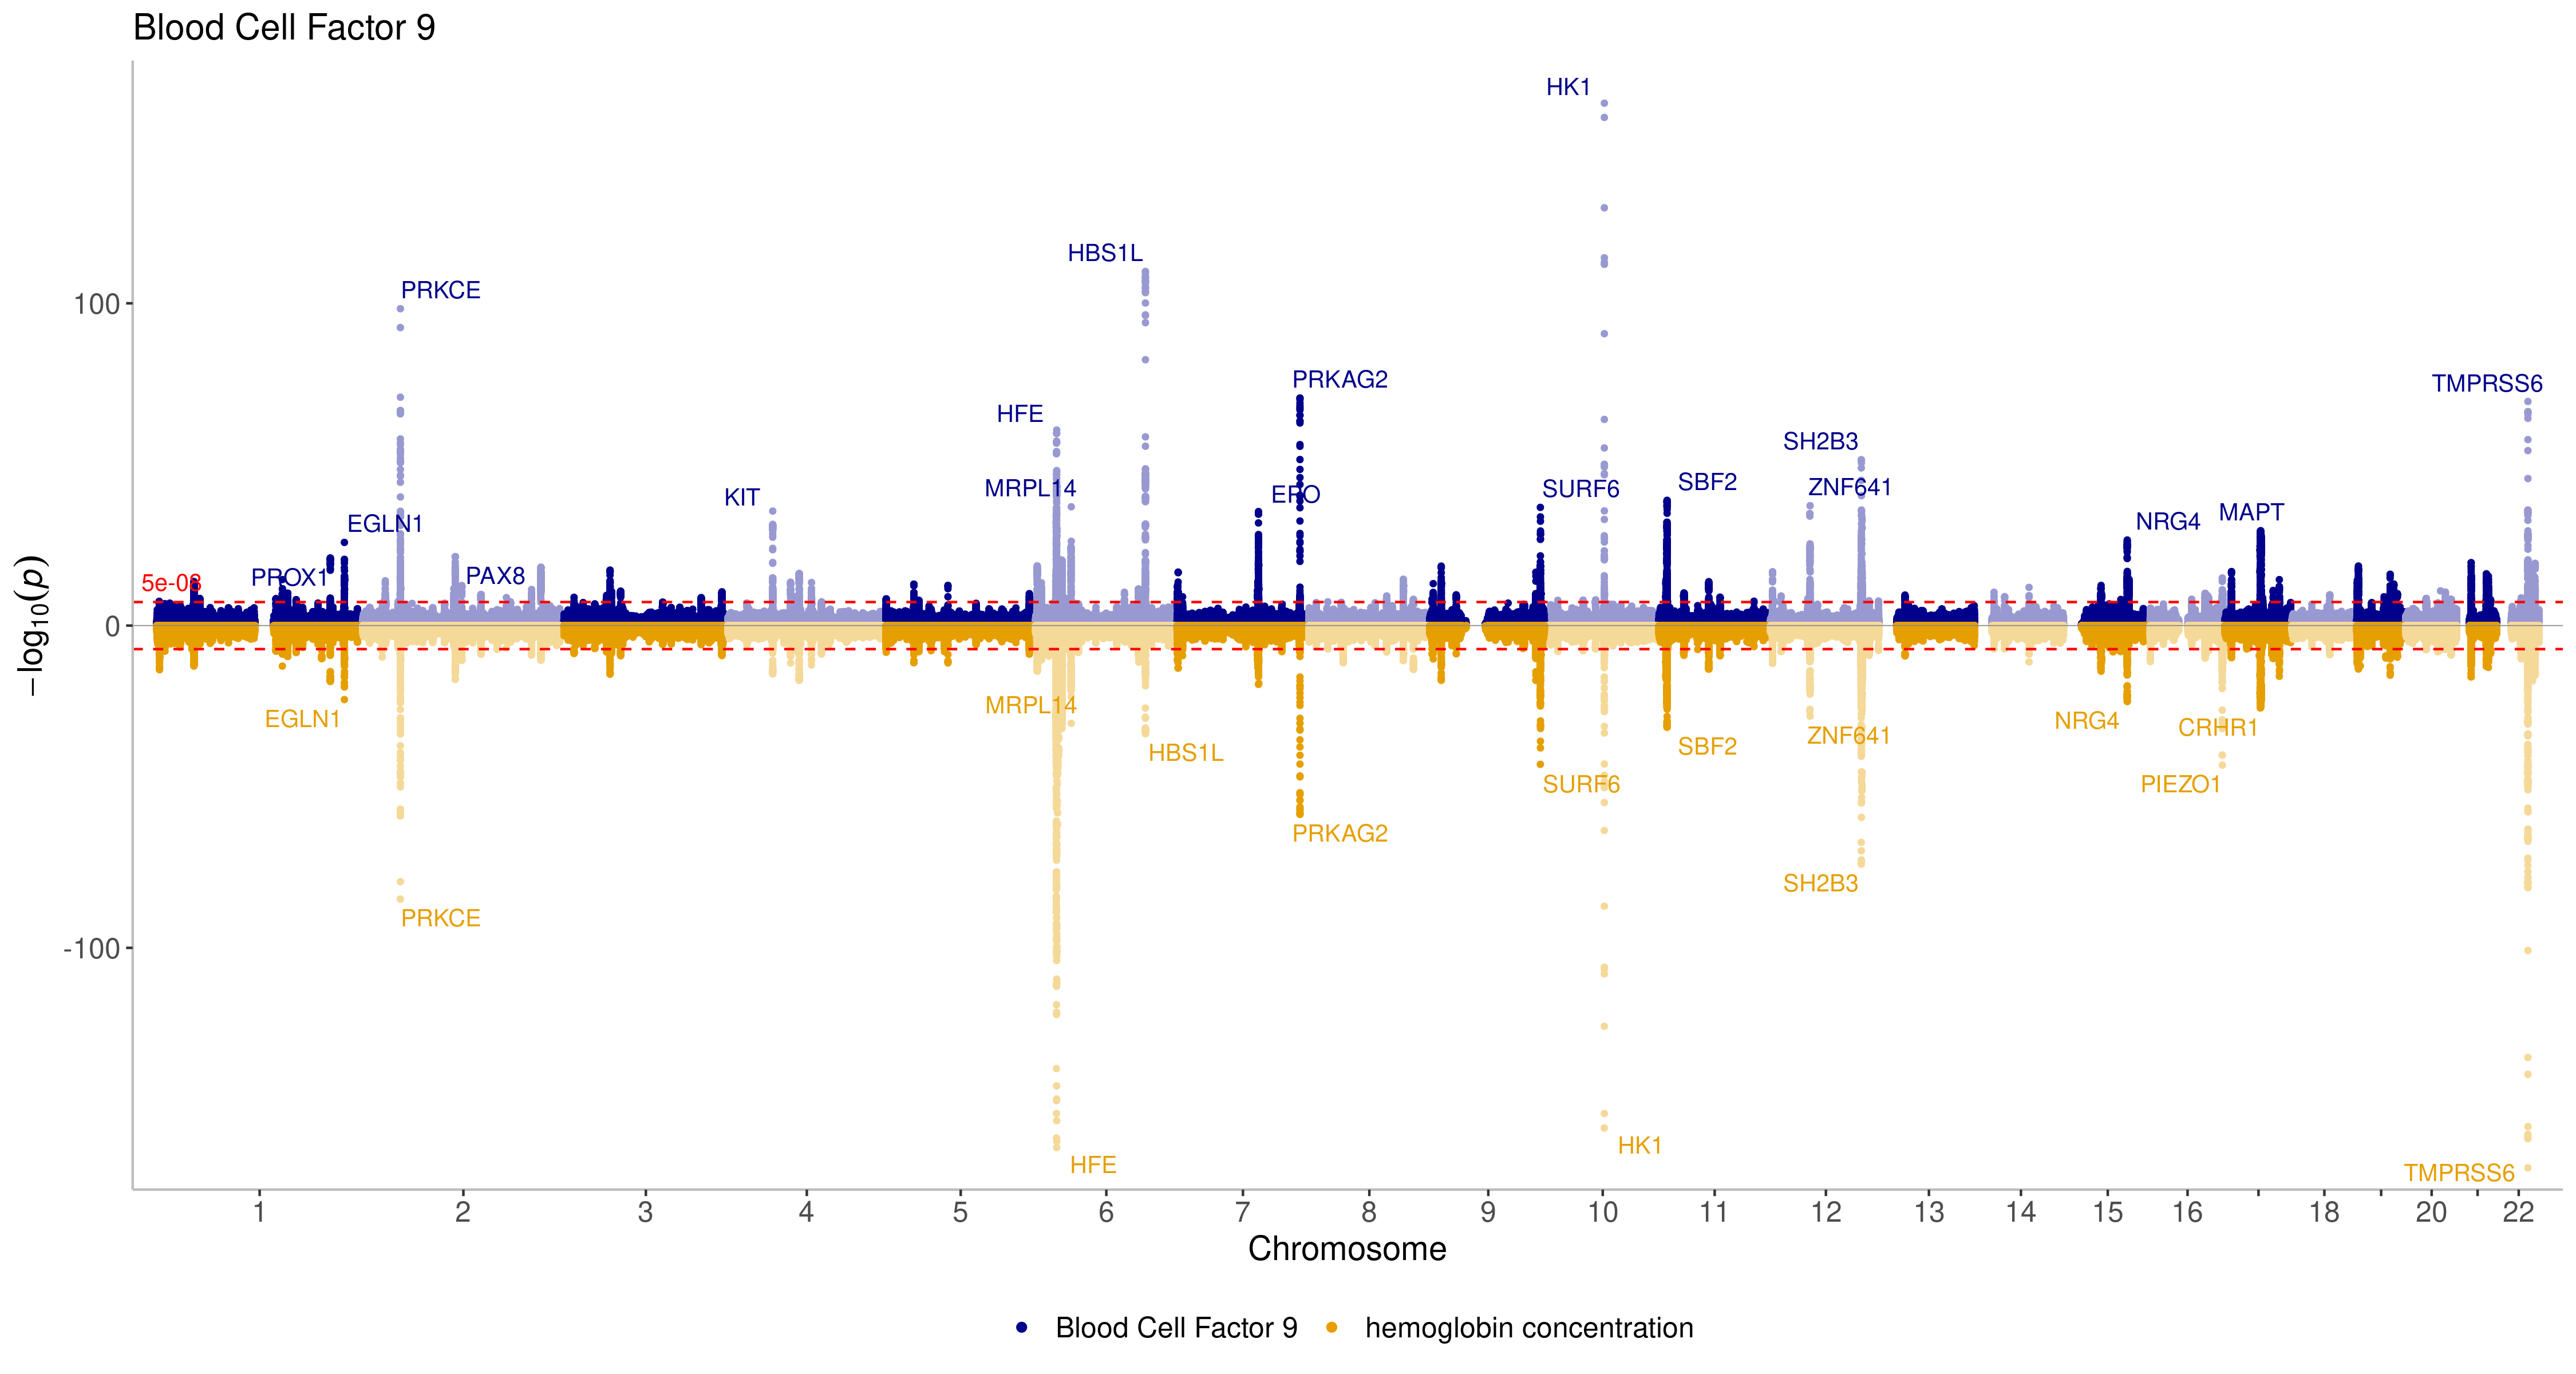 Blood Cell Factor 9
HK1
HBS1L
PRKCE
PRKAG2
TMPRSS6
HFE
SH2B3
MRPL14
KIT
EPO
SURF6
SBF2
ZNF641
EGLN1
NRG4
MAPT
PROX1
PAX8
5e-08
100
0
-100
−log10(p)
EGLN1
MRPL14
HBS1L
PRKCE
PRKAG2
SURF6
SBF2
ZNF641
NRG4
CRHR1
PIEZO1
SH2B3
HFE
HK1
TMPRSS6
1 2 3 4 5 6 7 8 9 10 11 12 13 14 15 16 18 20 22
Chromosome
Blood Cell Factor 9 hemoglobin concentration